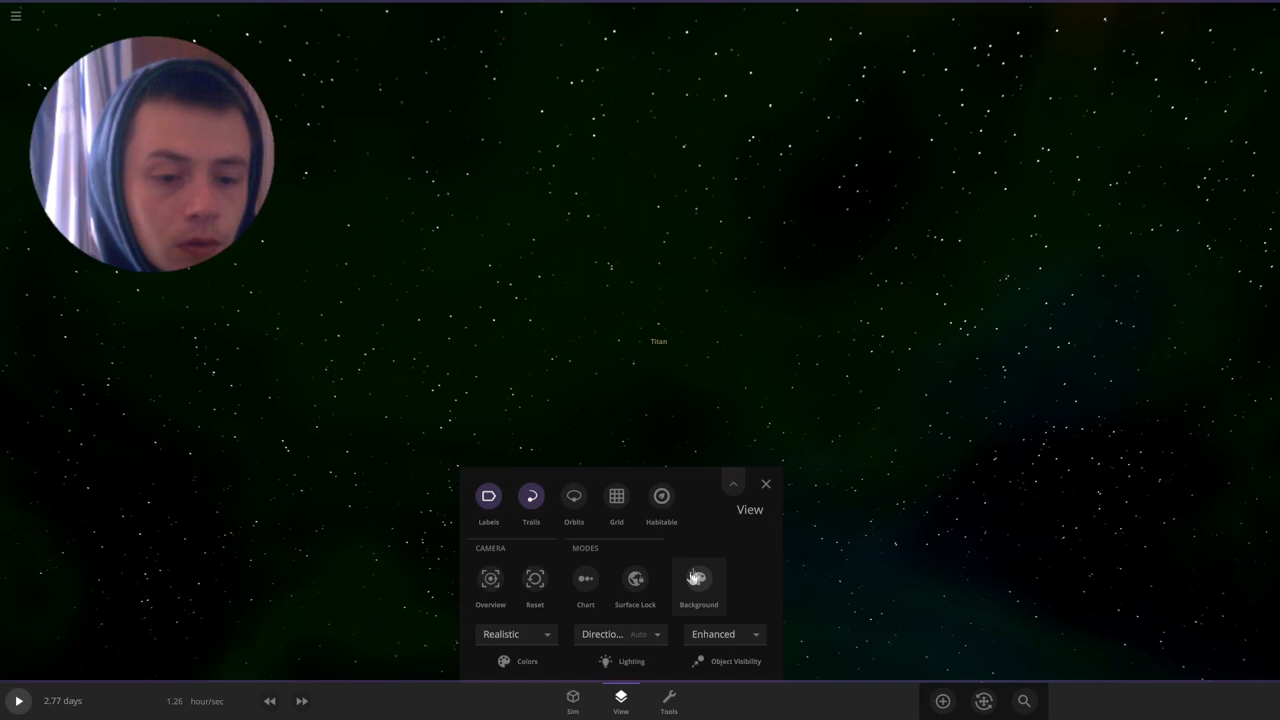 Titan
Labels Trails Orbits Grid Habitable
View
CAMERA MODES
Overview Reset Chart Surface Lock Background
Realistic Directio... Auto Enhanced
Colors Lighting Object Visibility
2.77 days 1.26 hour/sec
Sim View Tools